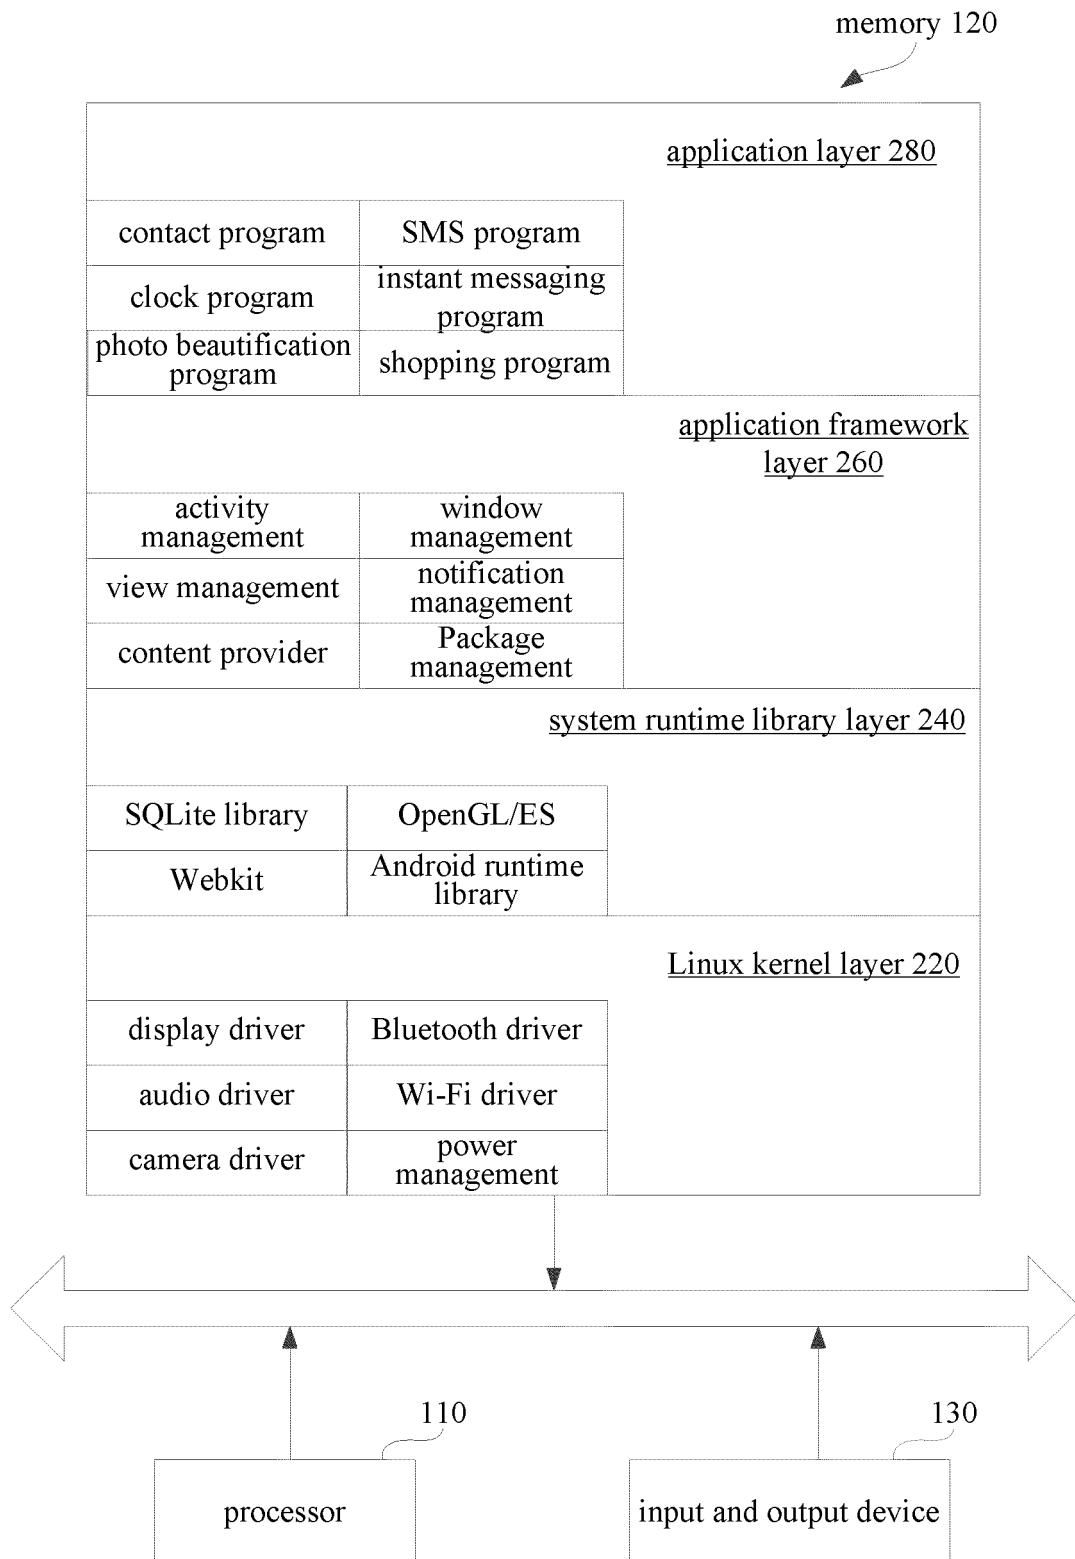 memory 120
application layer 280
contact program
SMS program
clock program
instant messaging
program
photo beautification
program
shopping program
application framework
layer 260
activity
management
window
management
view management
notification
management
content provider
Package
management
system runtime library layer 240
SQLite library
OpenGL/ES
Webkit
Android runtime
library
Linux kernel layer 220
display driver
Bluetooth driver
audio driver
Wi-Fi driver
camera driver
power
management
110
130
processor
input and output device